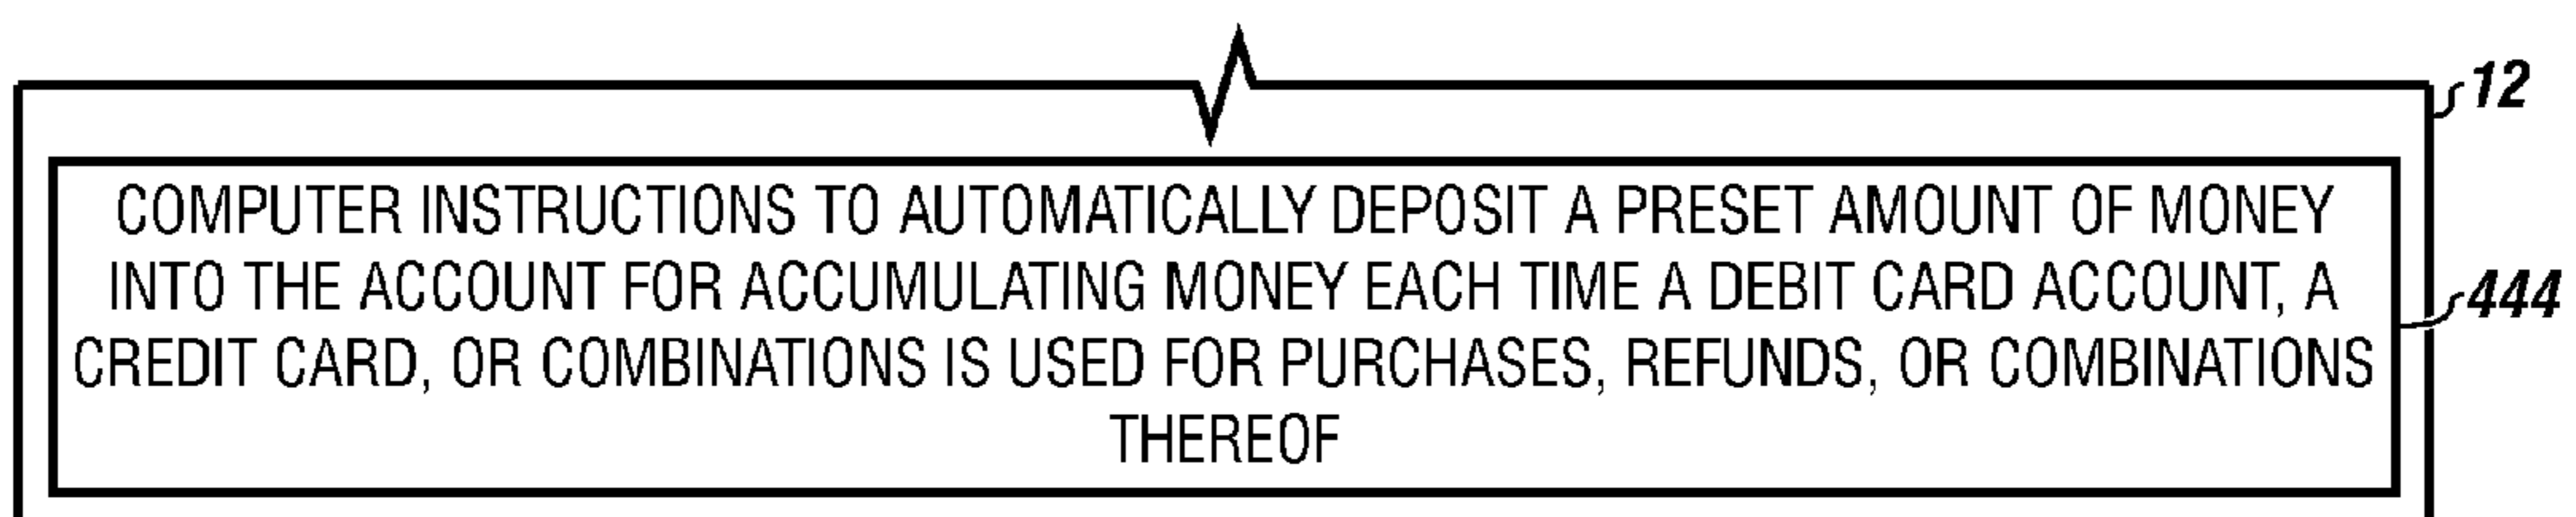 12
COMPUTER INSTRUCTIONS TO AUTOMATICALLY DEPOSIT A PRESET AMOUNT OF MONEY
INTO THE ACCOUNT FOR ACCUMULATING MONEY EACH TIME A DEBIT CARD ACCOUNT, A
CREDIT CARD, OR COMBINATIONS IS USED FOR PURCHASES, REFUNDS, OR COMBINATIONS
THEREOF
444